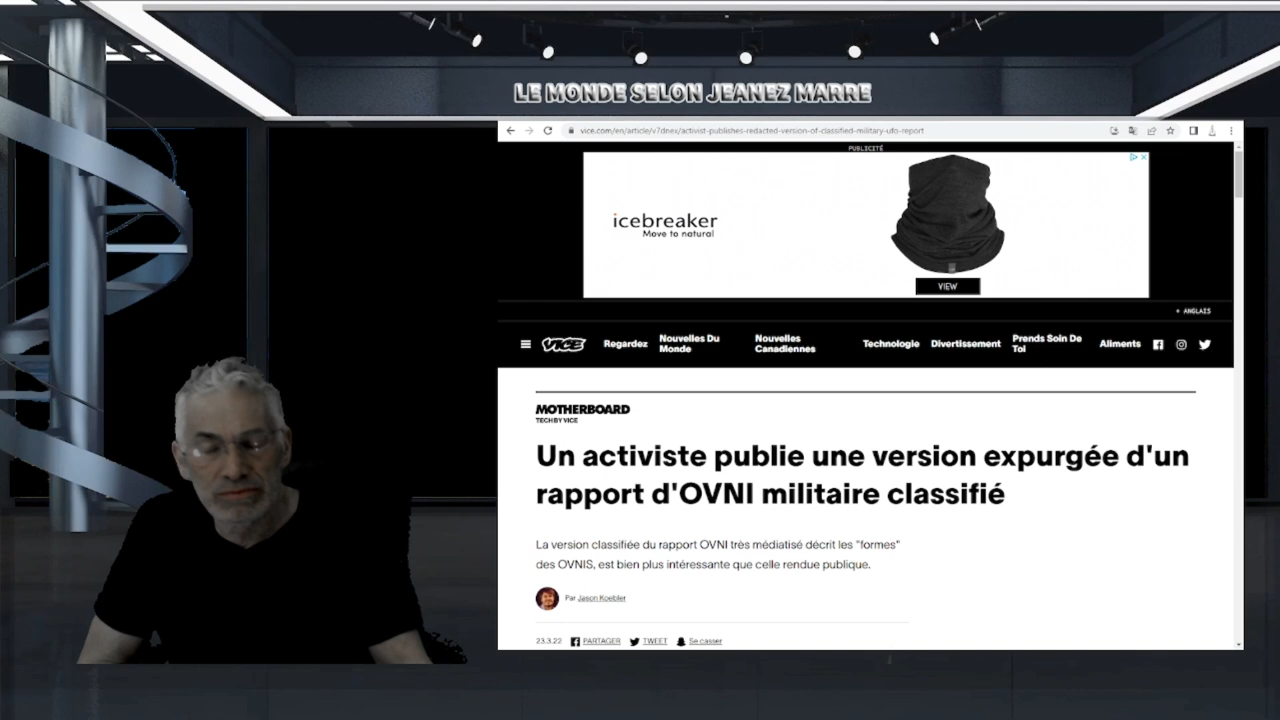 LE MONDE SELON JEANEZ MARRE
vice.com/en/article/v7dnex/activist-publishes-redacted-version-of-classified-military-ufo-report
PUBLICITÉ
icebreaker
Move to natural
VIEW
+ ANGLAIS
VICE
Regardez
Nouvelles Du
Monde
Nouvelles
Canadiennes
Technologie
Divertissement
Prends Soin De
Toi
Aliments
MOTHERBOARD
TECH BY VICE
Un activiste publie une version expurgée d'un
rapport d'OVNI militaire classifié
La version classifiée du rapport OVNI très médiatisé décrit les "formes"
des OVNIS, est bien plus intéressante que celle rendue publique.
Par Jason Koebler
23.3.22 PARTAGER TWEET Se casser